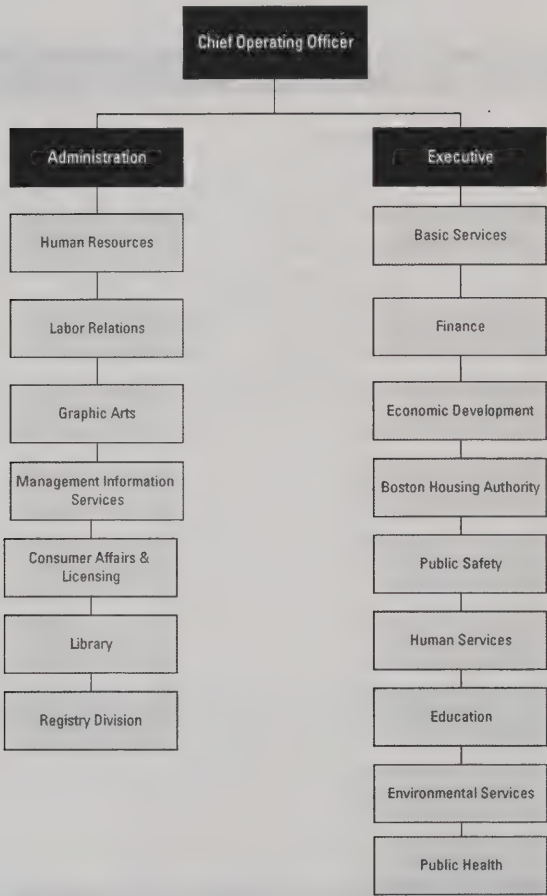 Chief Operating Officer
Administration
Human Resources
Labor Relations
Graphic Arts
Management Information
Services
Consumer Affairs &
Licensing
Library
Registry Division
Executive
Basic Services
Finance
Economic Development
Boston Housing Authority
Public Safety
Human Services
Education
Environmental Services
Public Health